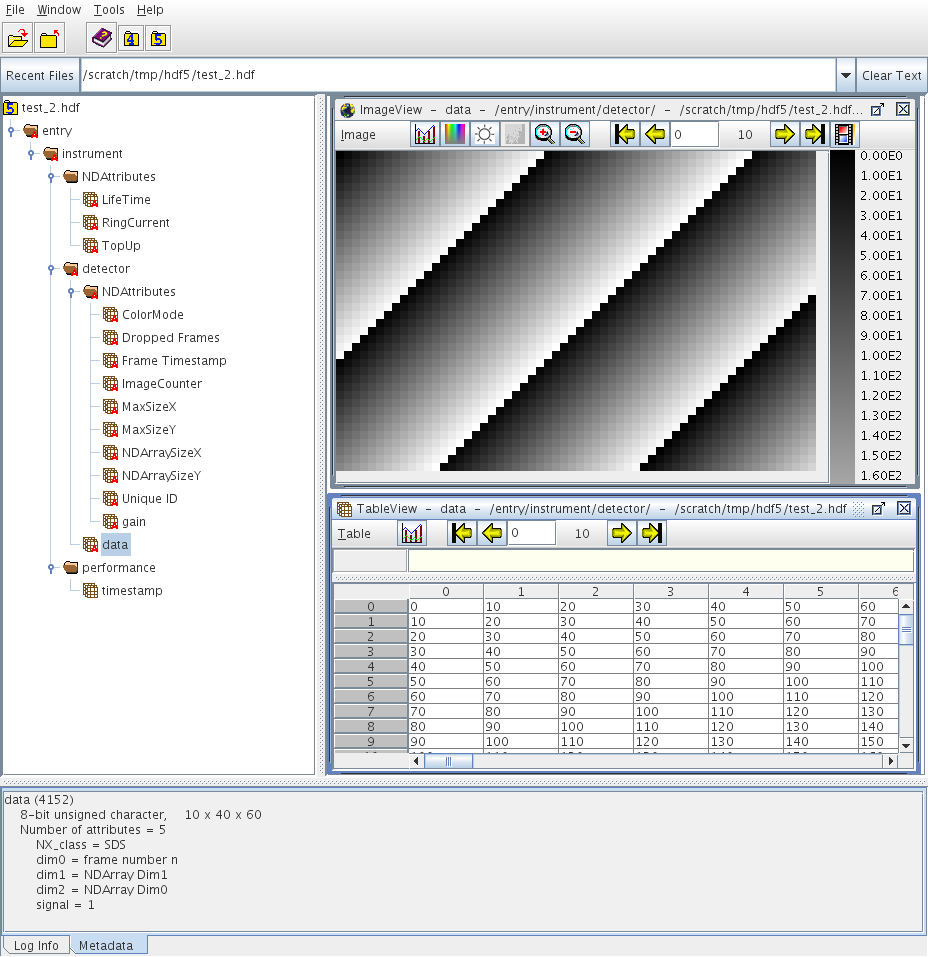 File Window Tools Help
Recent Files /scratch/tmp/hdf5/test_2.hdf Clear Text
test_2.hdf
entry
instrument
NDAttributes
LifeTime
RingCurrent
TopUp
detector
NDAttributes
ColorMode
Dropped Frames
Frame Timestamp
ImageCounter
MaxSizeX
MaxSizeY
NDArraySizeX
NDArraySizeY
Unique ID
gain
data
performance
timestamp
ImageView - data - /entry/instrument/detector/ - /scratch/tmp/hdf5/test_2.hdf...
Image 0 10
0.00E0
1.00E1
2.00E1
3.00E1
4.00E1
5.00E1
6.00E1
7.00E1
8.00E1
9.00E1
1.00E2
1.10E2
1.20E2
1.30E2
1.40E2
1.50E2
1.60E2
TableView - data - /entry/instrument/detector/ - /scratch/tmp/hdf5/test_2.hdf
Table 0 10
0 1 2 3 4 5 6
0 0 10 20 30 40 50 60
1 10 20 30 40 50 60 70
2 20 30 40 50 60 70 80
3 30 40 50 60 70 80 90
4 40 50 60 70 80 90 100
5 50 60 70 80 90 100 110
6 60 70 80 90 100 110 120
7 70 80 90 100 110 120 130
8 80 90 100 110 120 130 140
9 90 100 110 120 130 140 150
data (4152)
8-bit unsigned character, 10 x 40 x 60
Number of attributes = 5
NX_class = SDS
dim0 = frame number n
dim1 = NDArray Dim1
dim2 = NDArray Dim0
signal = 1
Log Info Metadata